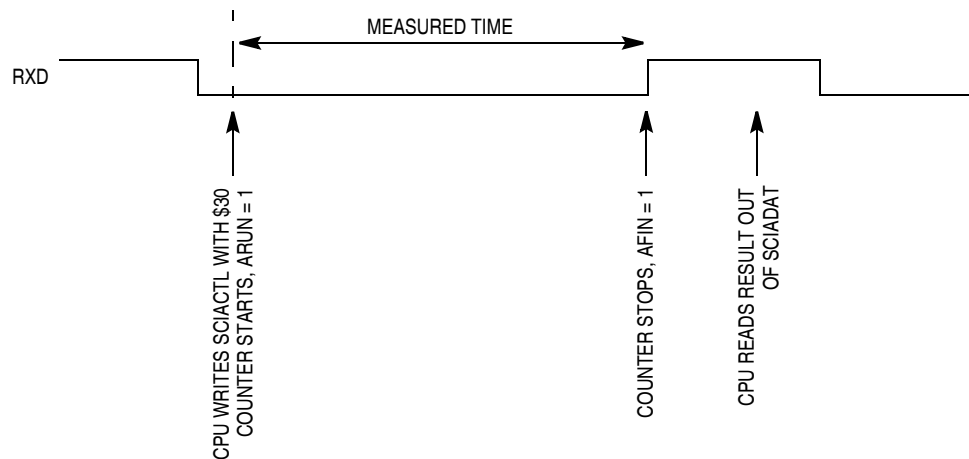 MEASURED TIME
RXD
CPU WRITES SCIACTL WITH $30
COUNTER STARTS, ARUN = 1
COUNTER STOPS, AFIN = 1
CPU READS RESULT OUT
OF SCIADAT